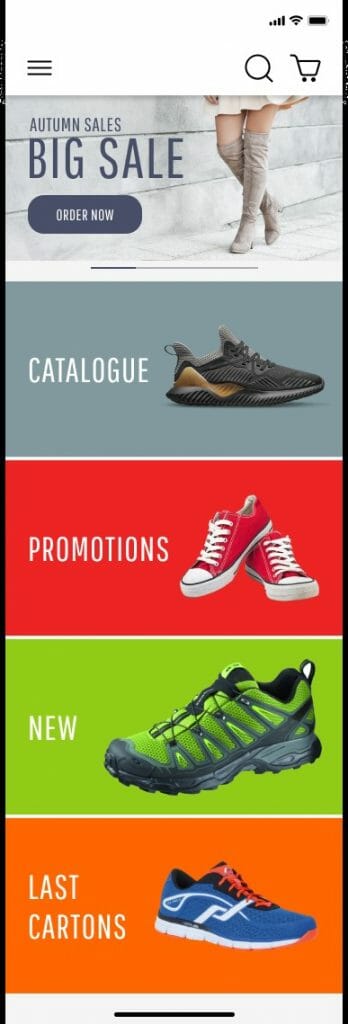 AUTUMN SALES
BIG SALE
ORDER NOW
CATALOGUE
PROMOTIONS
NEW
LAST
CARTONS